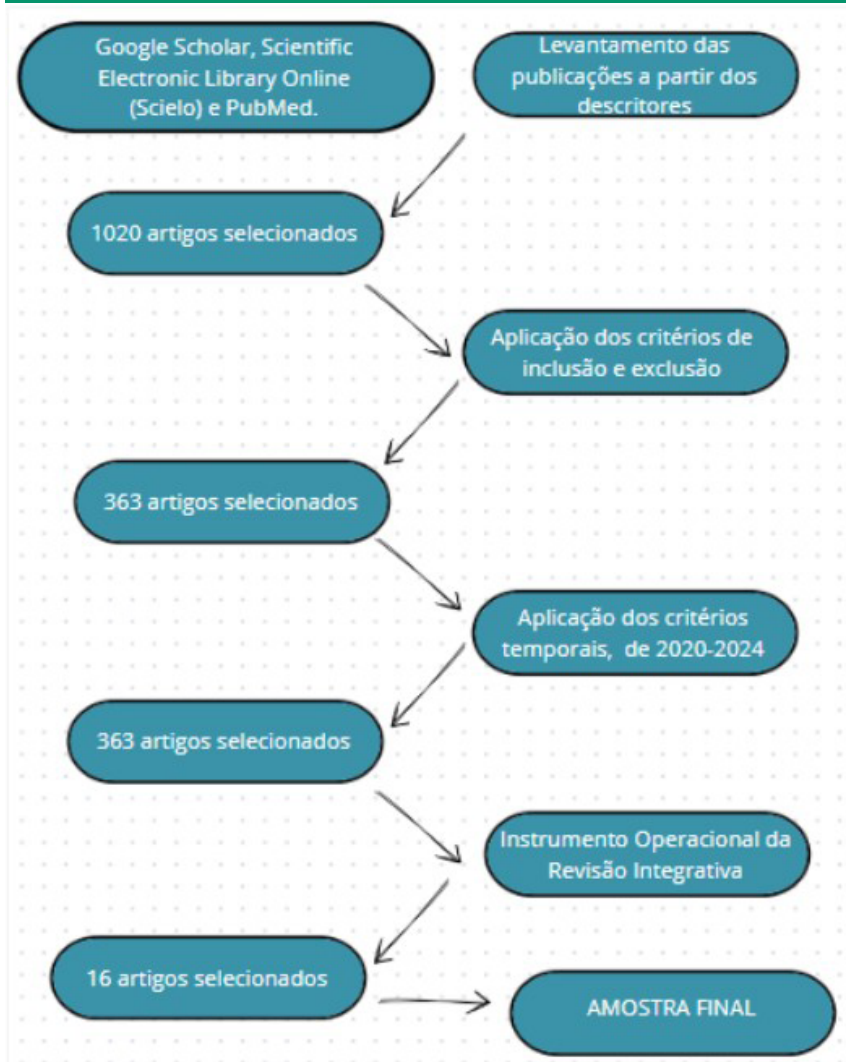 Google Scholar, Scientific
Electronic Library Online
(Scielo) e PubMed.
Levantamento das
publicações a partir dos
descritores
1020 artigos selecionados
Aplicação dos critérios de
inclusão e exclusão
363 artigos selecionados
Aplicação dos critérios
temporais, de 2020-2024
363 artigos selecionados
Instrumento Operacional da
Revisão Integrativa
16 artigos selecionados
AMOSTRA FINAL